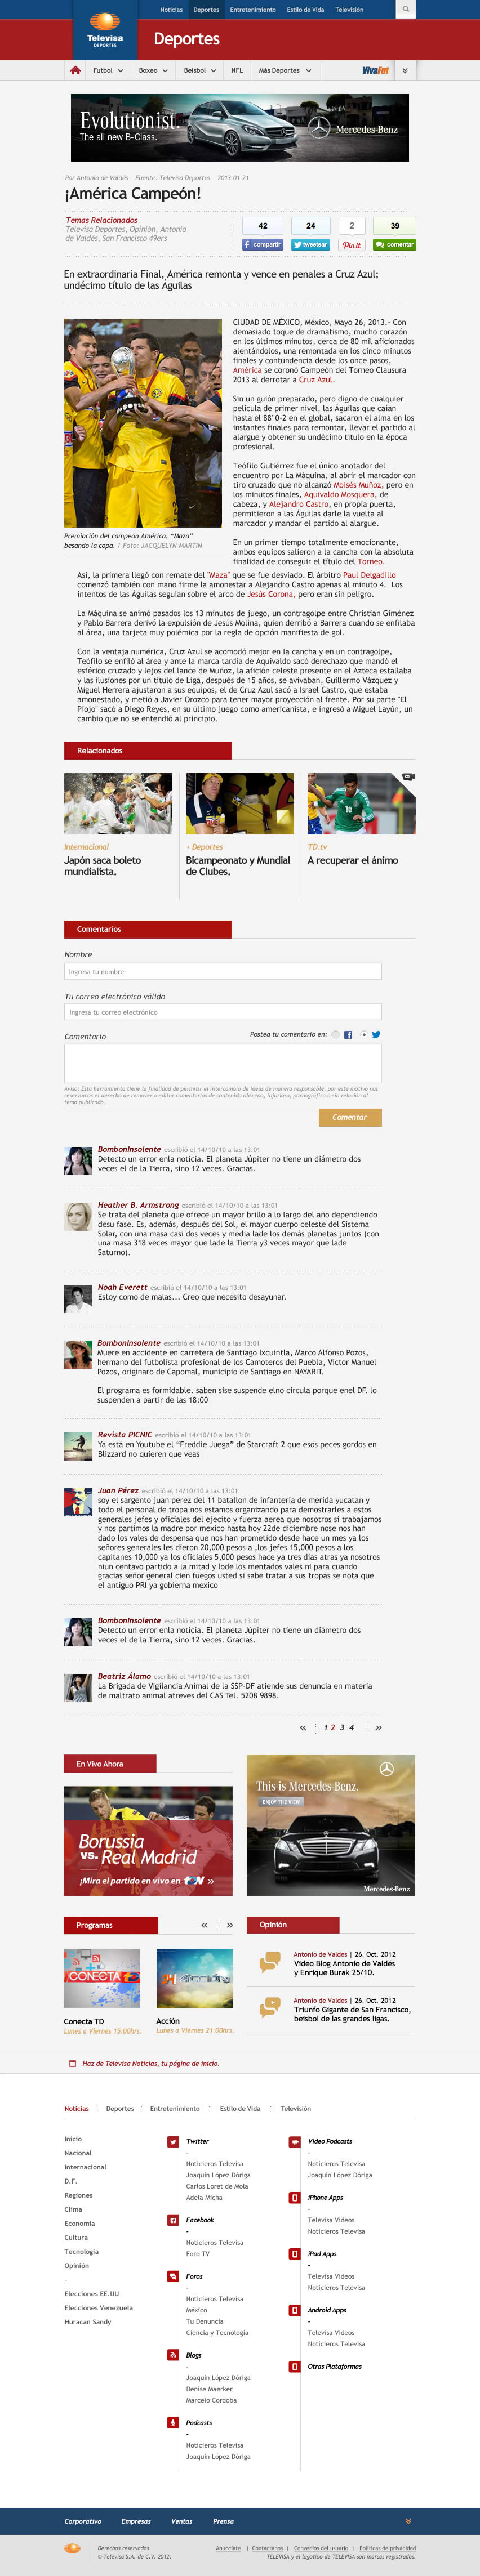 Noticias Deportes Entretenimiento Estilo de Vida Televisión
Televisa
DEPORTES
Deportes
Futbol Boxeo Beisbol NFL Más Deportes VivaFut
Evolutionist.
The all new B-Class.
Mercedes-Benz
Por Antonio de Valdés Fuente: Televisa Deportes 2013-01-21
¡América Campeón!
Temas Relacionados
Televisa Deportes, Opinión, Antonio
de Valdés, San Francisco 49ers
42 24 2 39
compartir tweetear Pin it comentar
En extraordinaria Final, América remonta y vence en penales a Cruz Azul;
undécimo título de las Águilas
CIUDAD DE MÉXICO, México, Mayo 26, 2013.- Con
demasiado toque de dramatismo, mucho corazón
en los últimos minutos, cerca de 80 mil aficionados
alentándolos, una remontada en los cinco minutos
finales y contundencia desde los once pasos,
América se coronó Campeón del Torneo Clausura
2013 al derrotar a Cruz Azul.
Sin un guión preparado, pero digno de cualquier
película de primer nivel, las Águilas que caían
hasta el 88' 0-2 en el global, sacaron el alma en los
instantes finales para remontar, llevar el partido al
alargue y obtener su undécimo título en la época
profesional.
Teófilo Gutiérrez fue el único anotador del
encuentro por La Máquina, al abrir el marcador con
tiro cruzado que no alcanzó Moisés Muñoz, pero en
los minutos finales, Aquivaldo Mosquera, de
cabeza, y Alejandro Castro, en propia puerta,
permitieron a las Águilas darle la vuelta al
marcador y mandar el partido al alargue.
En un primer tiempo totalmente emocionante,
ambos equipos salieron a la cancha con la absoluta
finalidad de conseguir el título del Torneo.
Premiación del campeón América, "Maza"
besando la copa. / Foto: JACQUELYN MARTIN
Así, la primera llegó con remate del "Maza" que se fue desviado. El árbitro Paul Delgadillo
comenzó también con mano firme la amonestar a Alejandro Castro apenas al minuto 4. Los
intentos de las Águilas seguían sobre el arco de Jesús Corona, pero eran sin peligro.
La Máquina se animó pasados los 13 minutos de juego, un contragolpe entre Christian Giménez
y Pablo Barrera derivó la expulsión de Jesús Molina, quien derribó a Barrera cuando se enfilaba
al área, una tarjeta muy polémica por la regla de opción manifiesta de gol.
Con la ventaja numérica, Cruz Azul se acomodó mejor en la cancha y en un contragolpe,
Teófilo se enfiló al área y ante la marca tardía de Aquivaldo sacó derechazo que mandó el
esférico cruzado y lejos del lance de Muñoz, la afición celeste presente en el Azteca estallaba
y las ilusiones por un título de Liga, después de 15 años, se avivaban, Guillermo Vázquez y
Miguel Herrera ajustaron a sus equipos, el de Cruz Azul sacó a Israel Castro, que estaba
amonestado, y metió a Javier Orozco para tener mayor proyección al frente. Por su parte "El
Piojo" sacó a Diego Reyes, en su último juego como americanista, e ingresó a Miguel Layún, un
cambio que no se entendió al principio.
Relacionados
Internacional
Japón saca boleto
mundialista.
+ Deportes
Bicampeonato y Mundial
de Clubes.
TD.tv
A recuperar el ánimo
Comentarios
Nombre
Ingresa tu nombre
Tu correo electrónico válido
Ingresa tu correo electrónico
Comentario Postea tu comentario en:
Aviso: Esta herramienta tiene la finalidad de permitir el intercambio de ideas de manera responsable, por este motivo nos
reservamos el derecho de remover o editar comentarios de contenido obsceno, injurioso, pornográfico o sin relación al
tema publicado.
Comentar
BombonInsolente escribió el 14/10/10 a las 13:01
Detecto un error enla noticia. El planeta Júpiter no tiene un diámetro dos
veces el de la Tierra, sino 12 veces. Gracias.
Heather B. Armstrong escribió el 14/10/10 a las 13:01
Se trata del planeta que ofrece un mayor brillo a lo largo del año dependiendo
desu fase. Es, además, después del Sol, el mayor cuerpo celeste del Sistema
Solar, con una masa casi dos veces y media lade los demás planetas juntos (con
una masa 318 veces mayor que lade la Tierra y3 veces mayor que lade
Saturno).
Noah Everett escribió el 14/10/10 a las 13:01
Estoy como de malas... Creo que necesito desayunar.
BombonInsolente escribió el 14/10/10 a las 13:01
Muere en accidente en carretera de Santiago Ixcuintla, Marco Alfonso Pozos,
hermano del futbolista profesional de los Camoteros del Puebla, Victor Manuel
Pozos, originaro de Capomal, municipio de Santiago en NAYARIT.
El programa es formidable. saben sise suspende elno circula porque enel DF. lo
suspenden a partir de las 18:00
Revista PICNIC escribió el 14/10/10 a las 13:01
Ya está en Youtube el "Freddie Juega" de Starcraft 2 que esos peces gordos en
Blizzard no quieren que veas
Juan Pérez escribió el 14/10/10 a las 13:01
soy el sargento juan perez del 11 batallon de infanteria de merida yucatan y
todo el personal de tropa nos estamos organizando para demostrarles a estos
generales jefes y oficiales del ejecito y fuerza aerea que nosotros si trabajamos
y nos partimos la madre por mexico hasta hoy 22de diciembre nose nos han
dado los vales de despensa que nos han prometido desde hace un mes ya los
señores generales les dieron 20,000 pesos a ,los jefes 15,000 pesos a los
capitanes 10,000 ya los oficiales 5,000 pesos hace ya tres dias atras ya nosotros
niun centavo partido a la mitad y lode los mentados vales ni para cuando
gracias señor general cien fuegos usted si sabe tratar a sus tropas se nota que
el antiguo PRI ya gobierna mexico
BombonInsolente escribió el 14/10/10 a las 13:01
Detecto un error enla noticia. El planeta Júpiter no tiene un diámetro dos
veces el de la Tierra, sino 12 veces. Gracias.
Beatriz Álamo escribió el 14/10/10 a las 13:01
La Brigada de Vigilancia Animal de la SSP-DF atiende sus denuncia en materia
de maltrato animal atreves del CAS Tel. 5208 9898.
« 1 2 3 4 »
En Vivo Ahora
Borussia
vs. Real Madrid
¡Mira el partido en vivo en tdn »
This is Mercedes-Benz.
ENJOY THE VIEW
Mercedes-Benz
Programas « »
CONECTA
Acción
Conecta TD
Lunes a Viernes 15:00hrs.
Acción
Lunes a Viernes 21:00hrs.
Opinión
Antonio de Valdes | 26. Oct. 2012
Video Blog Antonio de Valdés
y Enrique Burak 25/10.
Antonio de Valdes | 26. Oct. 2012
Triunfo Gigante de San Francisco,
beisbol de las grandes ligas.
Haz de Televisa Noticias, tu página de inicio.
Noticias Deportes Entretenimiento Estilo de Vida Televisión
Inicio
Nacional
Internacional
D.F.
Regiones
Clima
Economía
Cultura
Tecnología
Opinión
-
Elecciones EE.UU
Elecciones Venezuela
Huracan Sandy
Twitter
-
Noticieros Televisa
Joaquín López Dóriga
Carlos Loret de Mola
Adela Micha
Facebook
-
Noticieros Televisa
Foro TV
Foros
-
Noticieros Televisa
México
Tu Denuncia
Ciencia y Tecnología
Blogs
-
Joaquín López Dóriga
Denise Maerker
Marcelo Cordoba
Podcasts
-
Noticieros Televisa
Joaquín López Dóriga
Video Podcasts
-
Noticieros Televisa
Joaquín López Dóriga
iPhone Apps
-
Televisa Videos
Noticieros Televisa
iPad Apps
-
Televisa Videos
Noticieros Televisa
Android Apps
-
Televisa Videos
Noticieros Televisa
Otras Plataformas
Corporativo Empresas Ventas Prensa
Derechos reservados
© Televisa S.A. de C.V. 2012.
Anúnciate | Contáctanos | Convenios del usuario | Políticas de privacidad
TELEVISA y el logotipo de TELEVISA son marcas registradas.